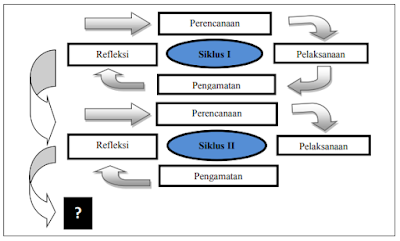 Perencanaan
Refleksi
Siklus I
Pelaksanaan
Pengamatan
Perencanaan
Refleksi
Siklus II
Pelaksanaan
Pengamatan
?